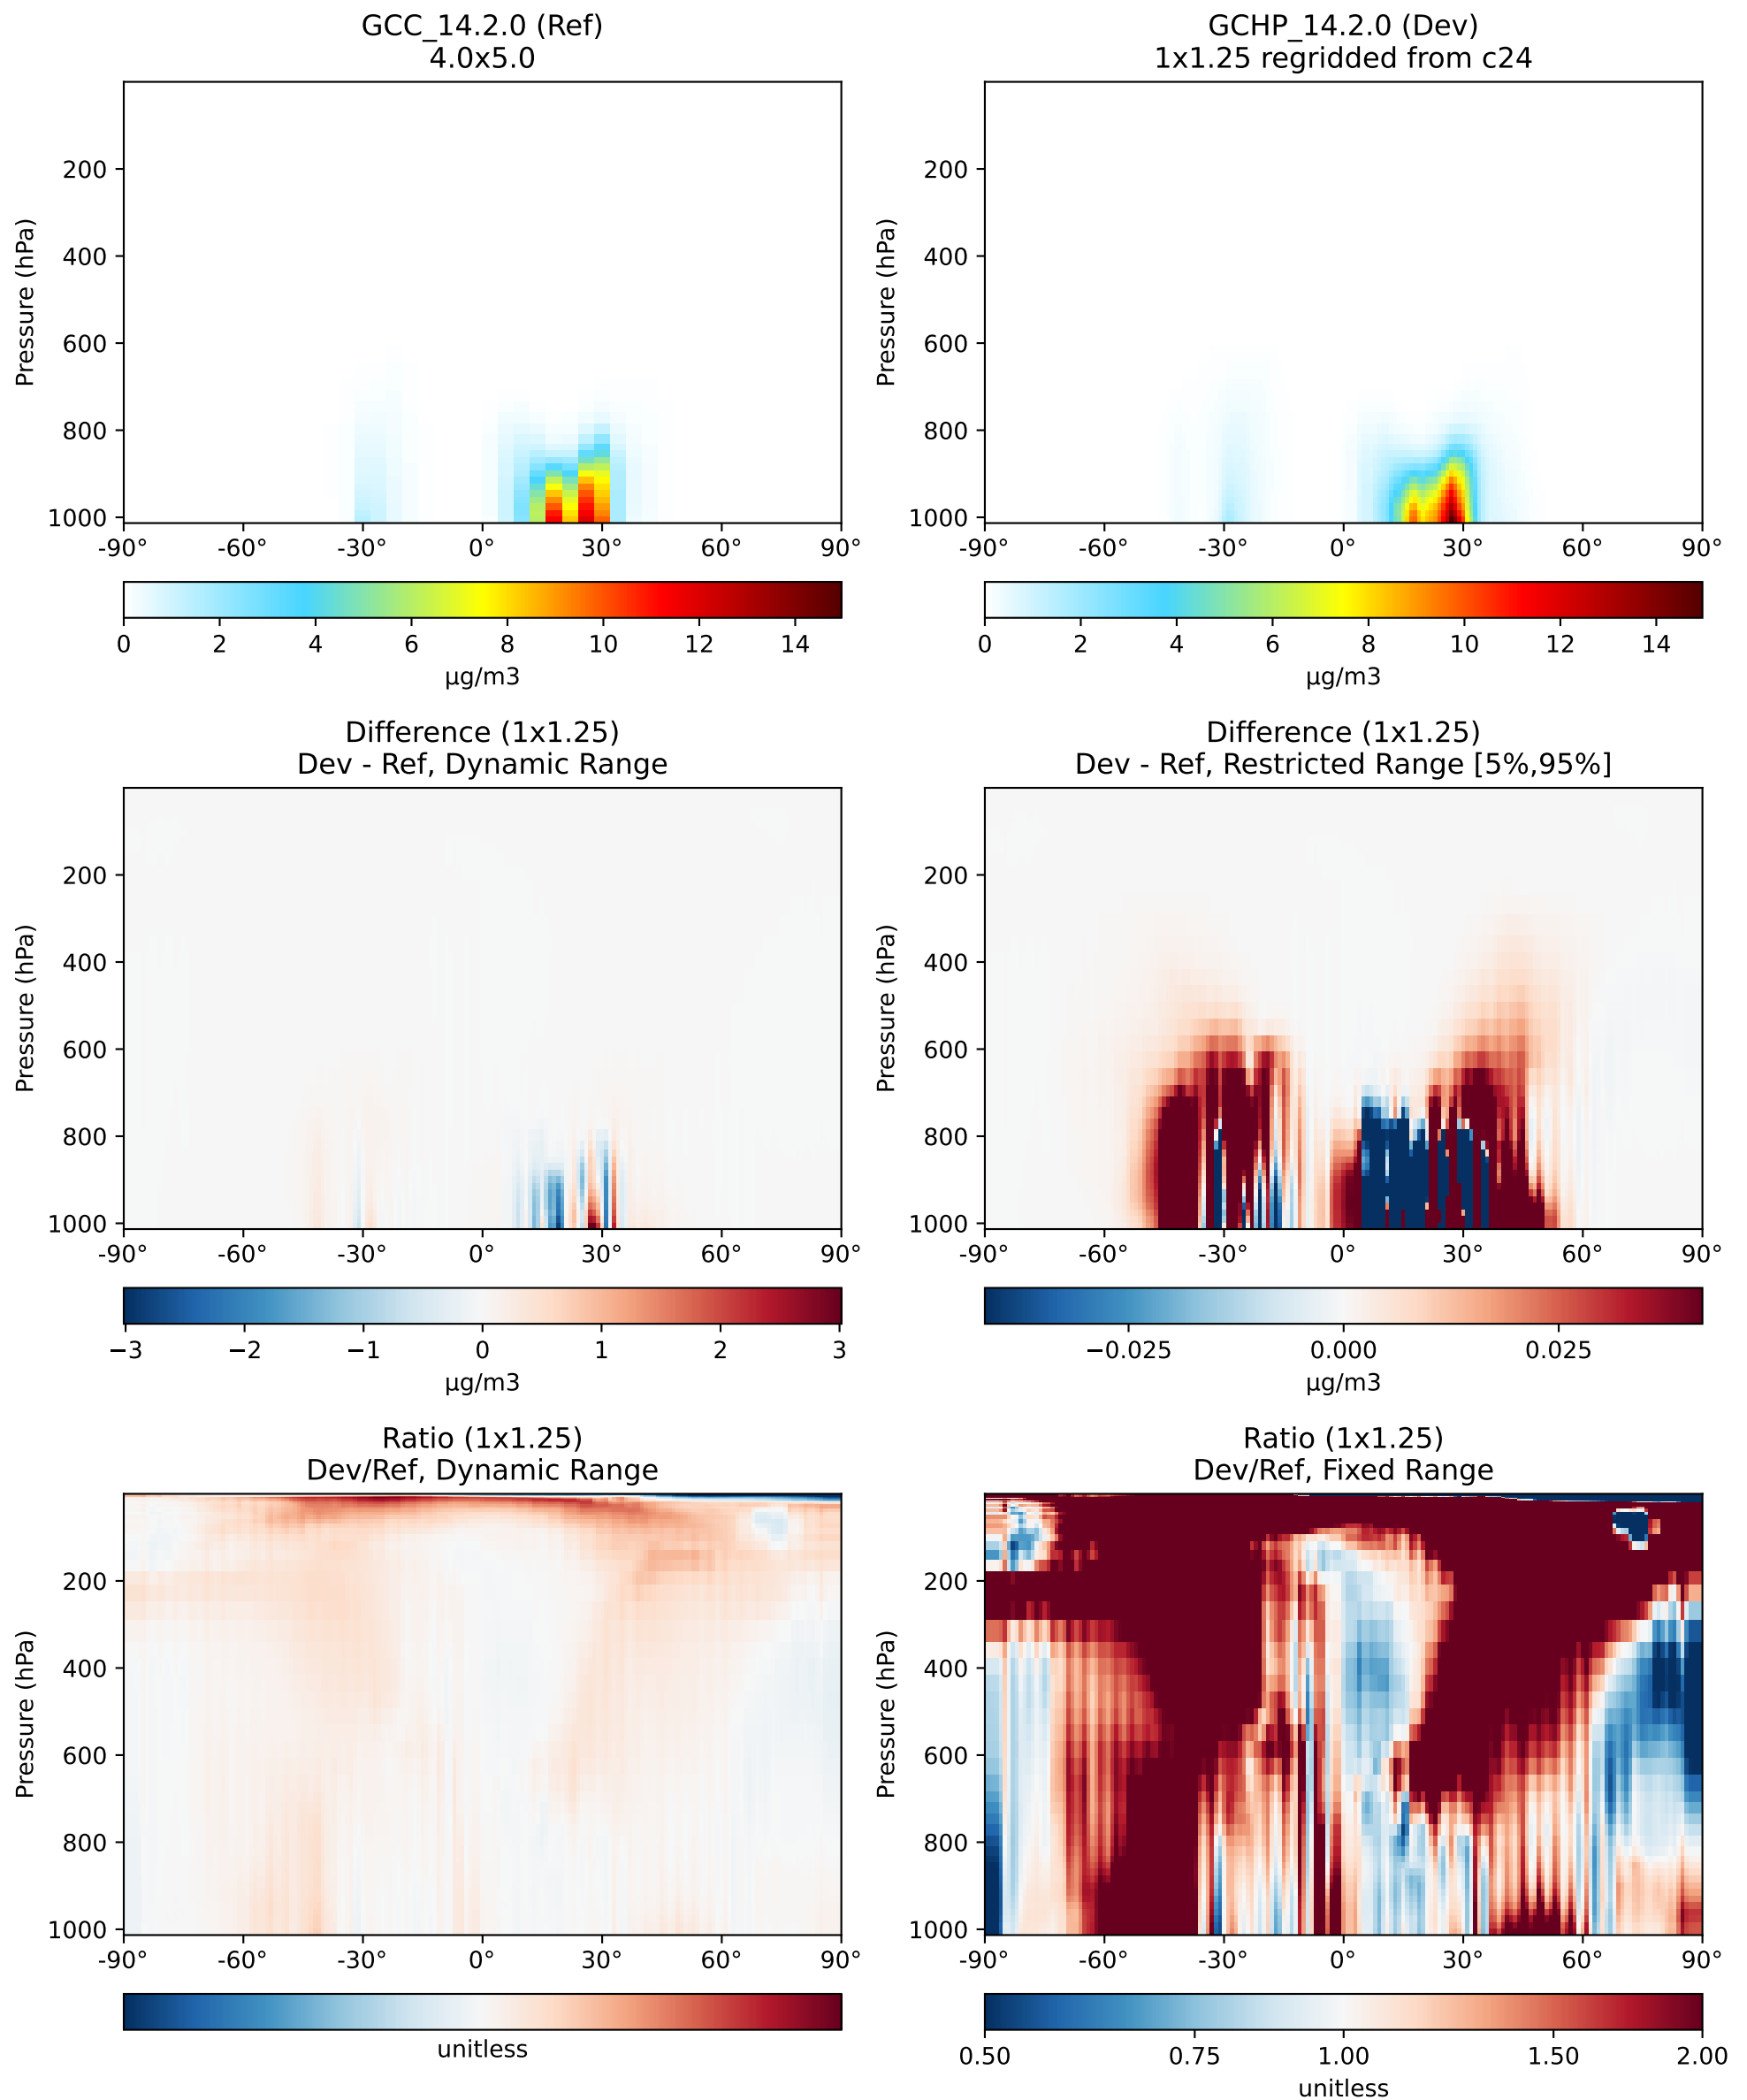 GCC_14.2.0 (Ref)
4.0x5.0
Pressure (hPa)
200
400
600
800
1000
-90° -60° -30° 0° 30° 60° 90°
0 2 4 6 8 10 12 14
μg/m3
GCHP_14.2.0 (Dev)
1x1.25 regridded from c24
Pressure (hPa)
200
400
600
800
1000
-90° -60° -30° 0° 30° 60° 90°
0 2 4 6 8 10 12 14
μg/m3
Difference (1x1.25)
Dev - Ref, Dynamic Range
Pressure (hPa)
200
400
600
800
1000
-90° -60° -30° 0° 30° 60° 90°
−3 −2 −1 0 1 2 3
μg/m3
Difference (1x1.25)
Dev - Ref, Restricted Range [5%,95%]
Pressure (hPa)
200
400
600
800
1000
-90° -60° -30° 0° 30° 60° 90°
−0.025 0.000 0.025
μg/m3
Ratio (1x1.25)
Dev/Ref, Dynamic Range
Pressure (hPa)
200
400
600
800
1000
-90° -60° -30° 0° 30° 60° 90°
unitless
Ratio (1x1.25)
Dev/Ref, Fixed Range
Pressure (hPa)
200
400
600
800
1000
-90° -60° -30° 0° 30° 60° 90°
0.50 0.75 1.00 1.50 2.00
unitless